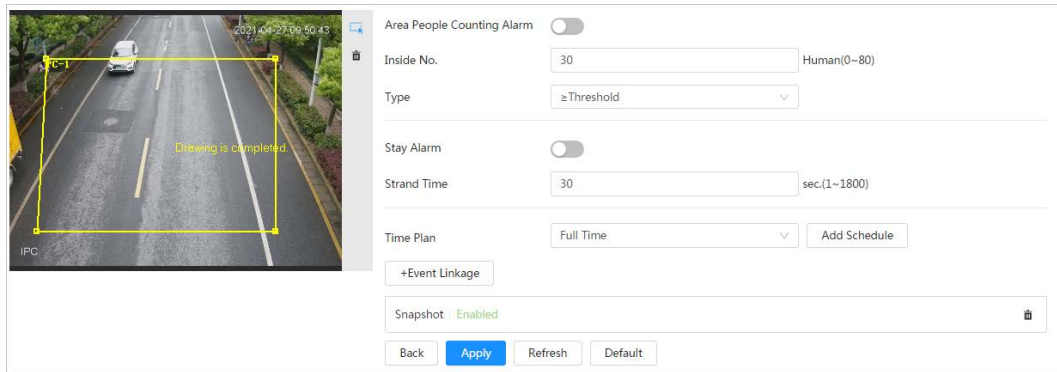 2021-04-27 09:50:43
PC-1
Drawing is completed.
IPC
Area People Counting Alarm
Inside No. 30 Human(0~80)
Type ≥Threshold
Stay Alarm
Strand Time 30 sec.(1~1800)
Time Plan Full Time Add Schedule
+Event Linkage
Snapshot Enabled
Back Apply Refresh Default